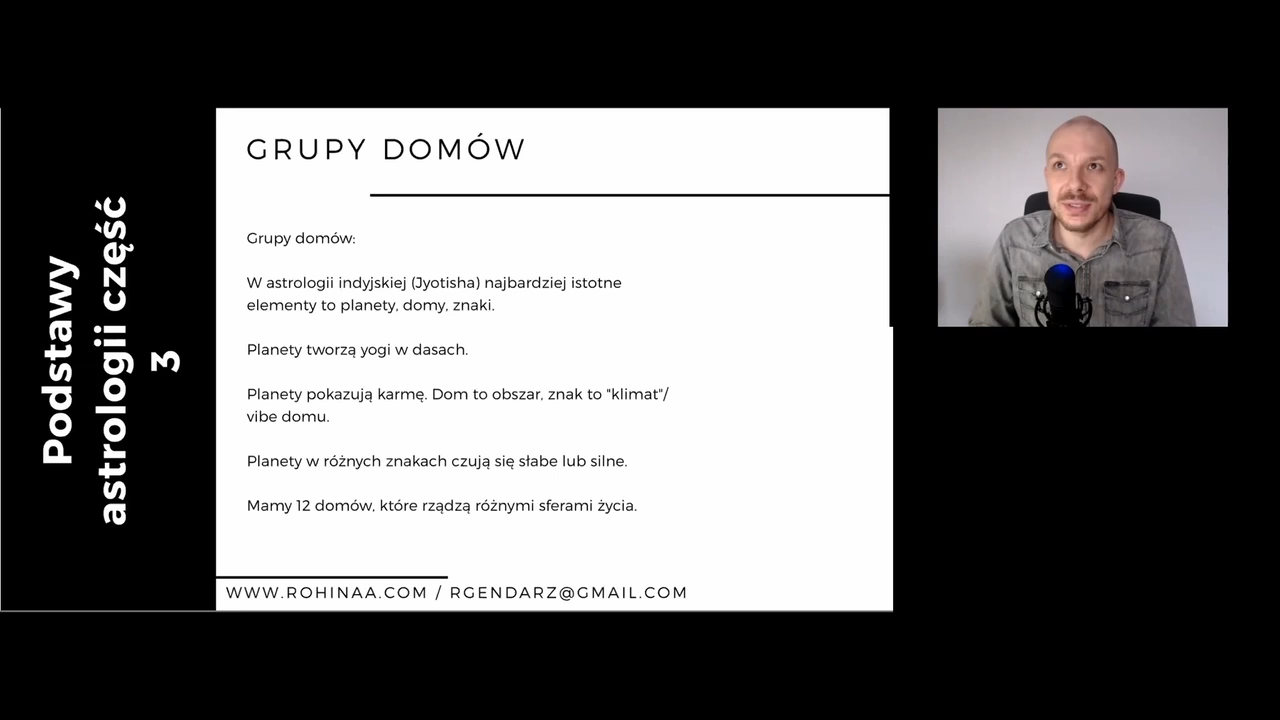 Podstawy
astrologii część
3
GRUPY DOMÓW
Grupy domów:
W astrologii indyjskiej (Jyotisha) najbardziej istotne
elementy to planety, domy, znaki.
Planety tworzą yogi w dasach.
Planety pokazują karmę. Dom to obszar, znak to "klimat"/
vibe domu.
Planety w różnych znakach czują się słabe lub silne.
Mamy 12 domów, które rządzą różnymi sferami życia.
WWW.ROHINAA.COM / RGENDARZ@GMAIL.COM